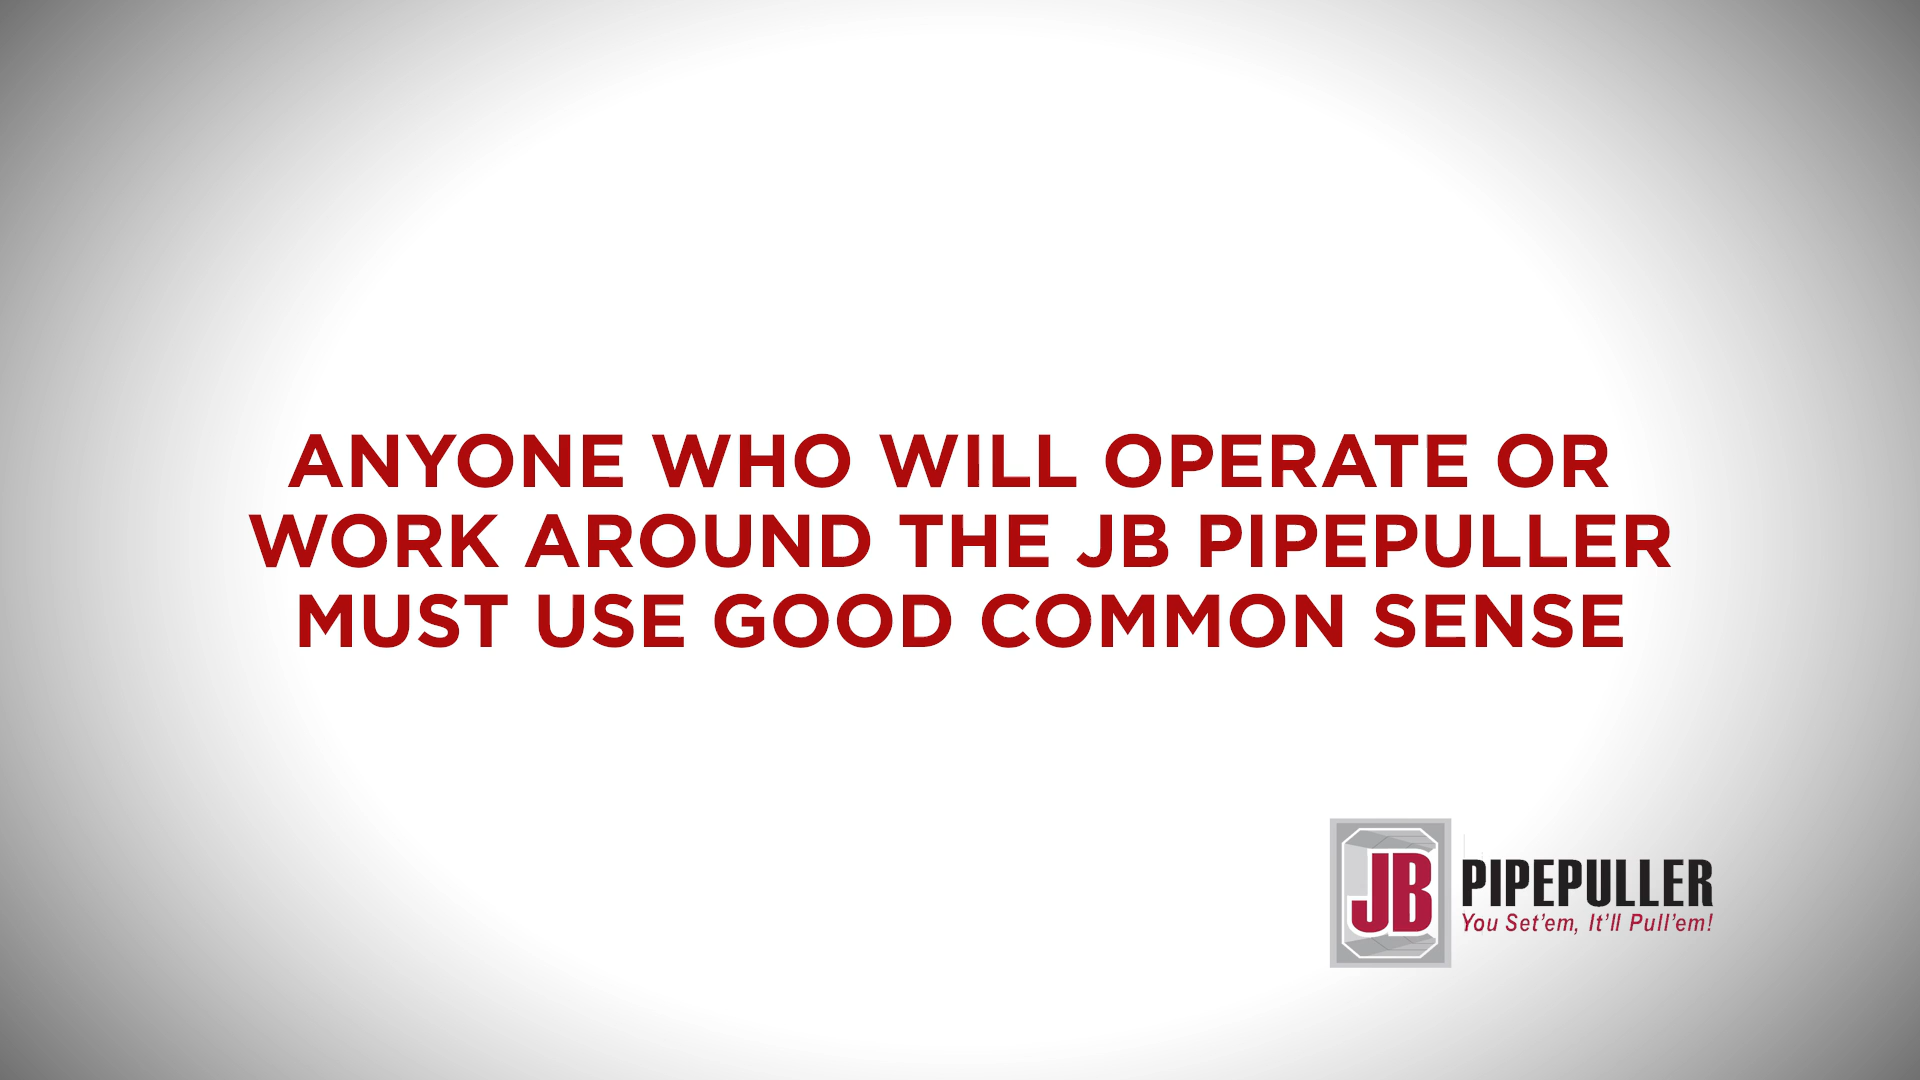 ANYONE WHO WILL OPERATE OR
WORK AROUND THE JB PIPEPULLER
MUST USE GOOD COMMON SENSE
JB
PIPEPULLER
You Set'em, It'll Pull'em!